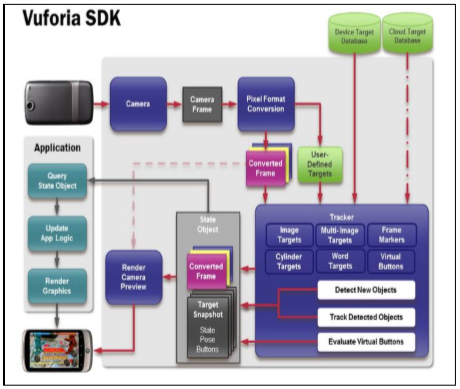 Vuforia SDK
Device Target
Database
Cloud Target
Database
Camera
Camera
Frame
Pixel Format
Conversion
Application
Query
State Object
Update
App Logic
Render
Graphics
Converted
Frame
User-
Defined
Targets
State
Object
Converted
Frame
Target
Snapshot
State
Pose
Buttons
Render
Camera
Preview
Tracker
Image
Targets
Multi-Image
Targets
Frame
Markers
Cylinder
Targets
Word
Targets
Virtual
Buttons
Detect New Objects
Track Detected Objects
Evaluate Virtual Buttons